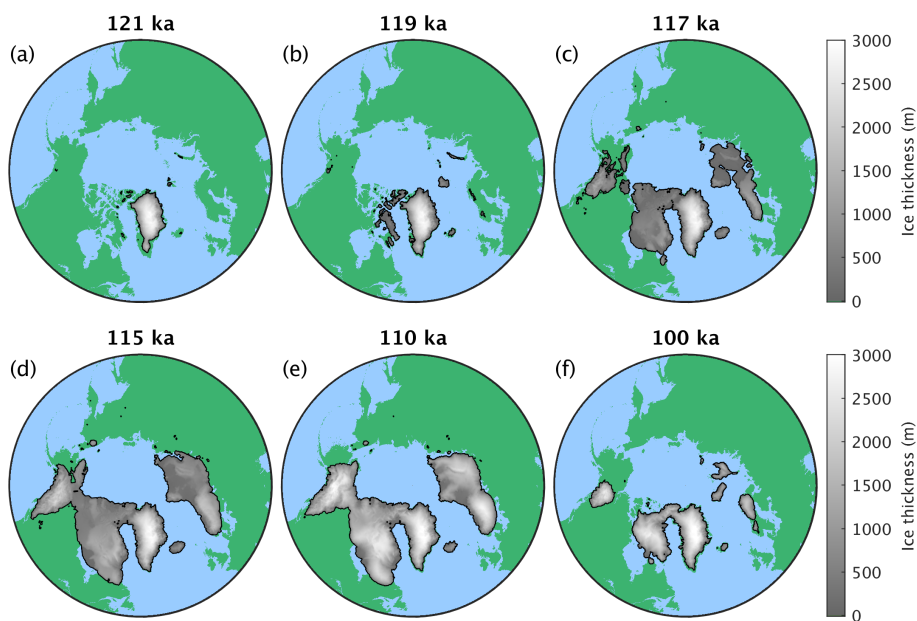 121 ka
119 ka
117 ka
(a)
(b)
(c)
3000
2500
2000
1500
1000
500
0
Ice thickness (m)
115 ka
110 ka
100 ka
(d)
(e)
(f)
3000
2500
2000
1500
1000
500
0
Ice thickness (m)